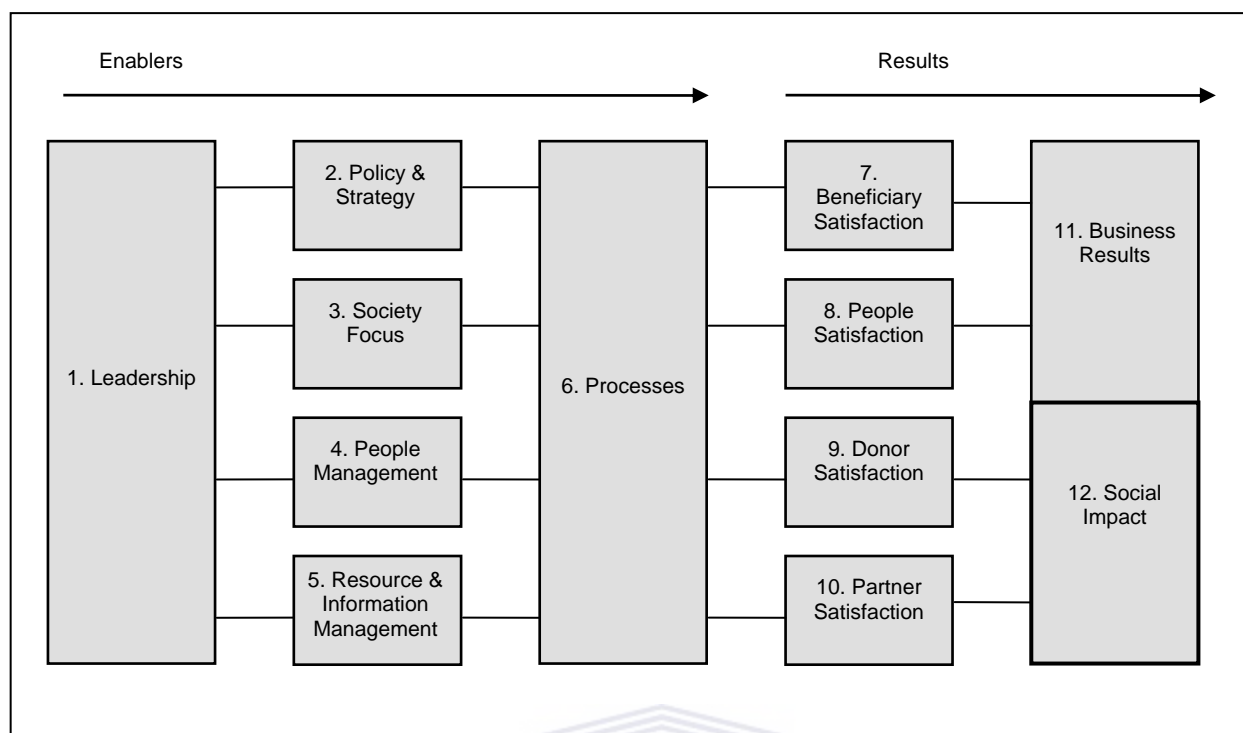 Enablers
Results
1. Leadership
2. Policy &
Strategy
3. Society
Focus
4. People
Management
5. Resource &
Information
Management
6. Processes
7.
Beneficiary
Satisfaction
8. People
Satisfaction
9. Donor
Satisfaction
10. Partner
Satisfaction
11. Business
Results
12. Social
Impact